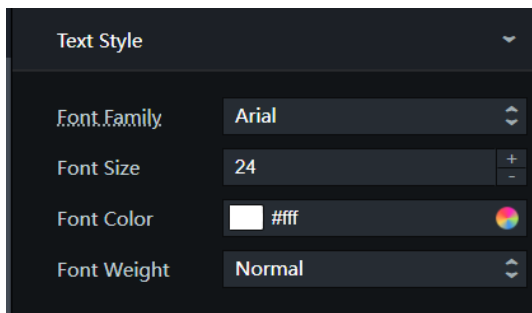 Text Style
Font Family Arial
Font Size 24 + -
Font Color #fff
Font Weight Normal